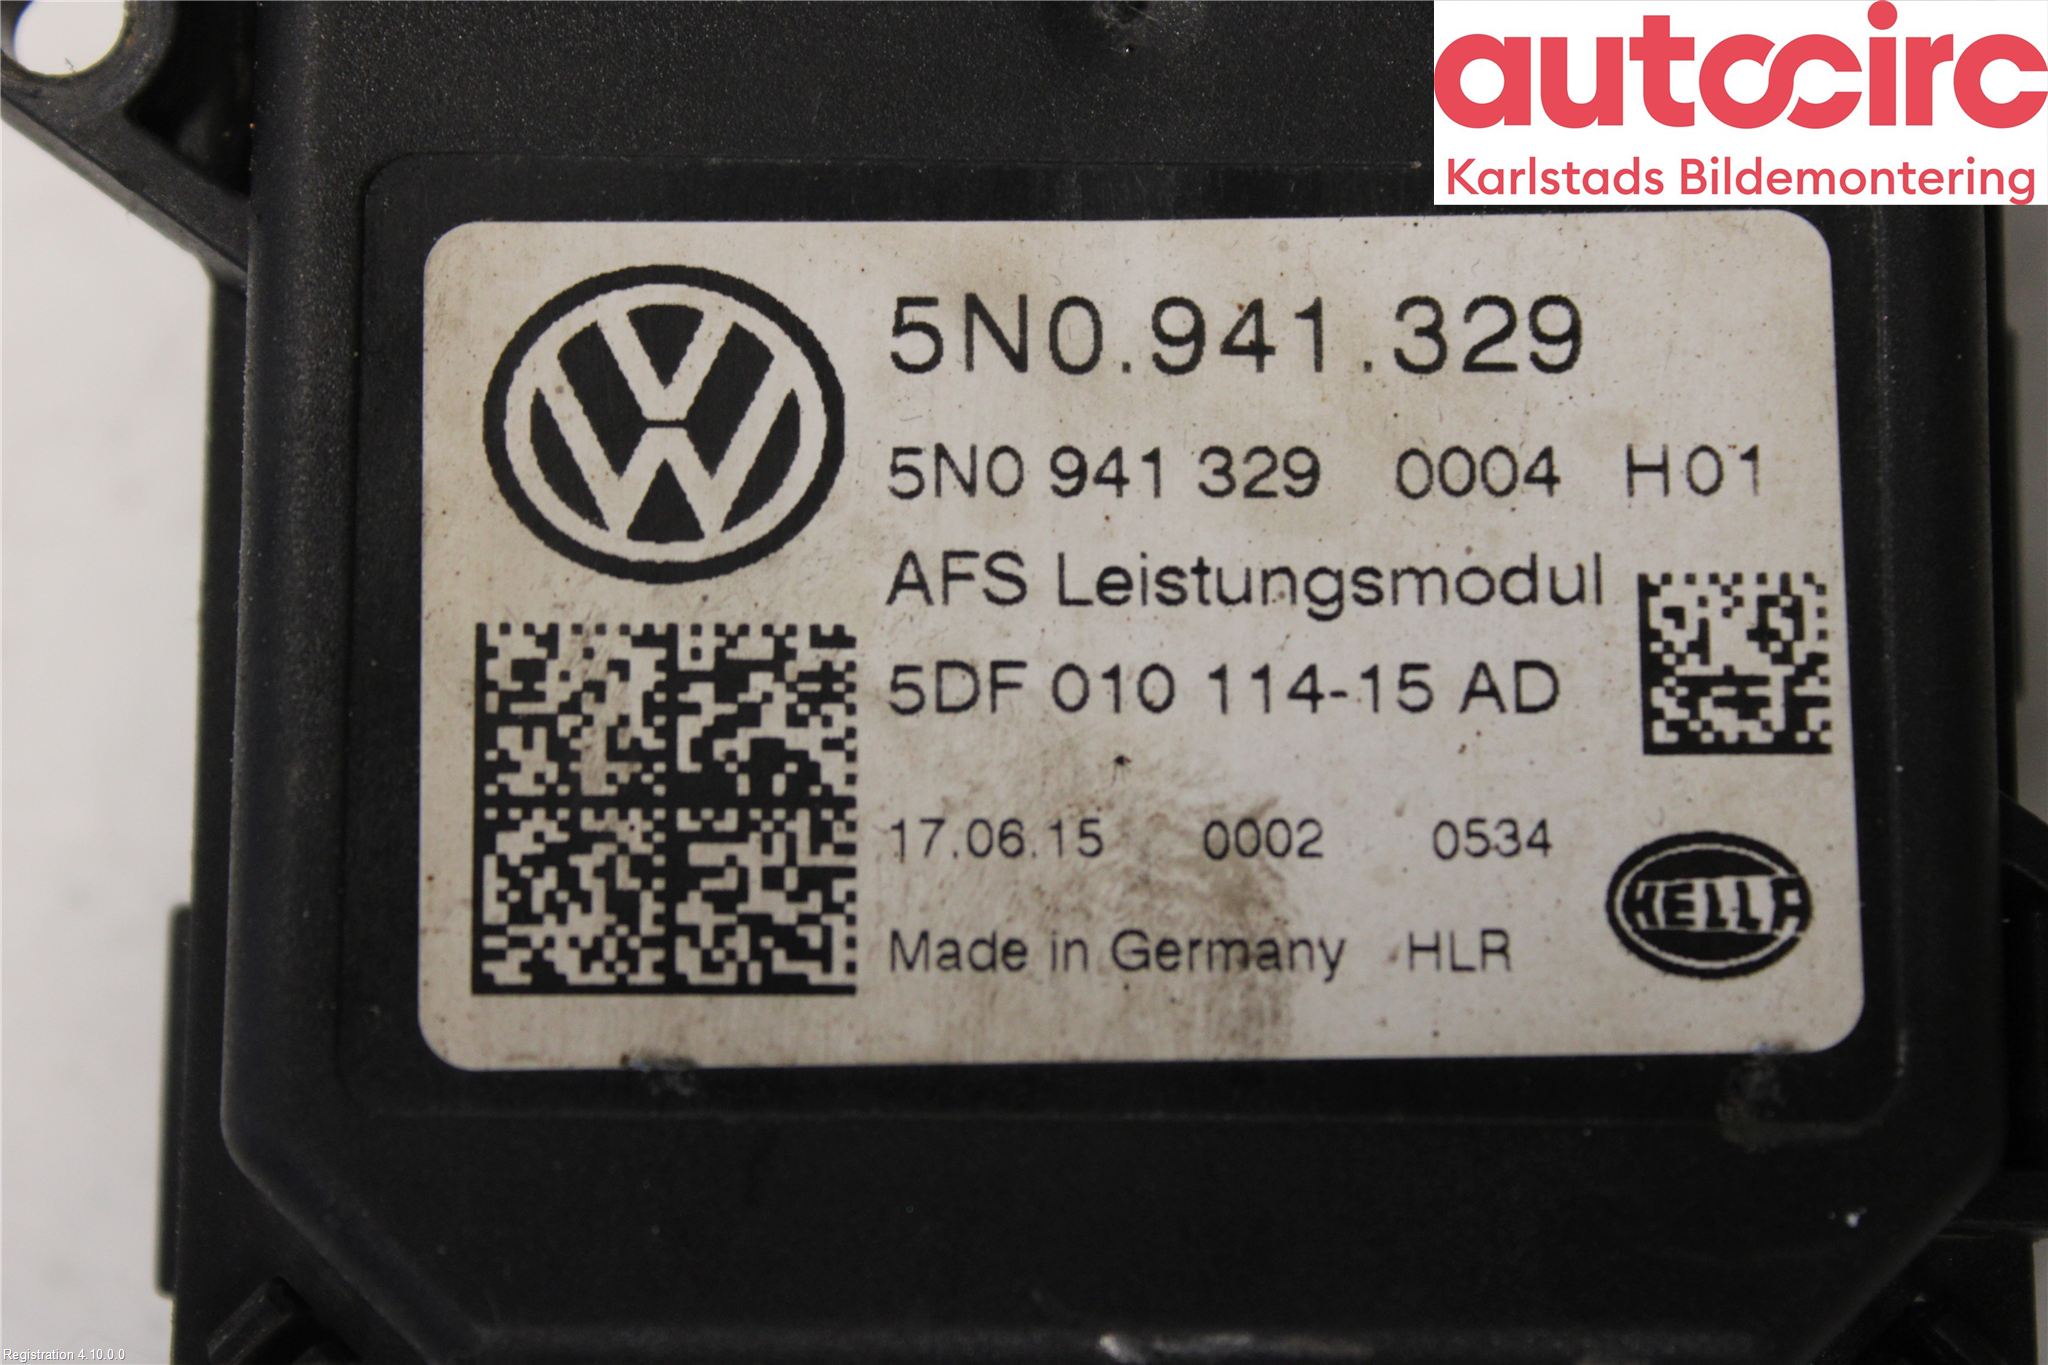 autocirc
Karlstads Bildemontering
5N0.941.329
5N0 941 329 0004 H01
AFS Leistungsmodul
5DF 010 114-15 AD
17.06.15 0002 0534
HELLA
Made in Germany HLR
Registration 4.10.0.0